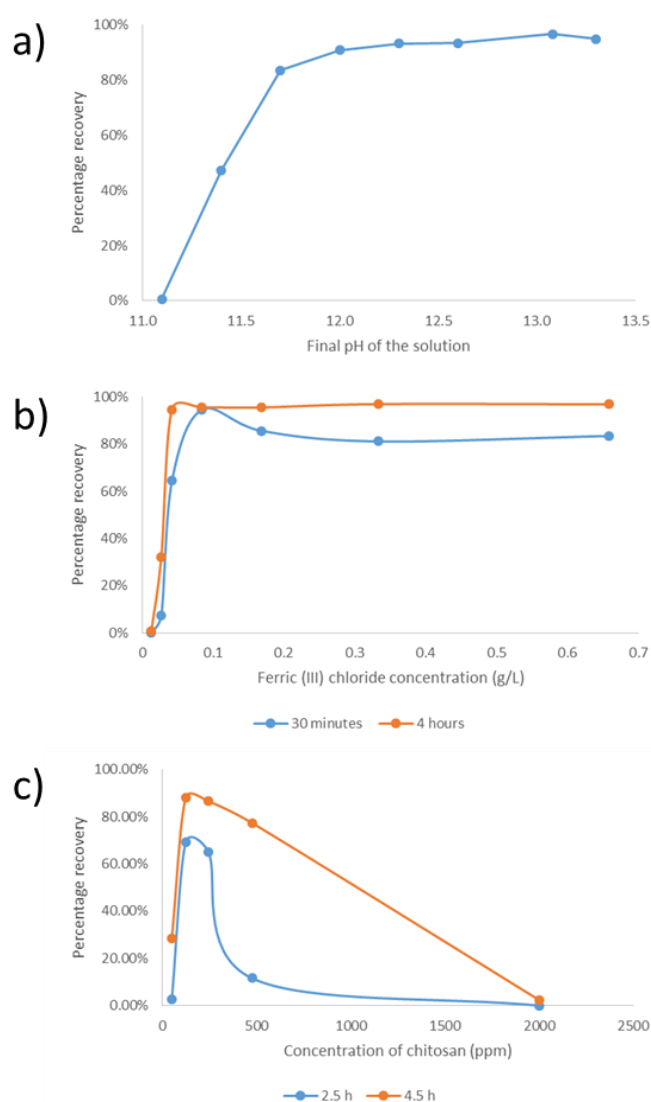 a)
Percentage recovery
100%
80%
60%
40%
20%
0%
11.0 11.5 12.0 12.5 13.0 13.5
Final pH of the solution
b)
Percentage recovery
100%
80%
60%
40%
20%
0%
0 0.1 0.2 0.3 0.4 0.5 0.6 0.7
Ferric (III) chloride concentration (g/L)
30 minutes 4 hours
c)
Percentage recovery
100.00%
80.00%
60.00%
40.00%
20.00%
0.00%
0 500 1000 1500 2000 2500
Concentration of chitosan (ppm)
2.5 h 4.5 h